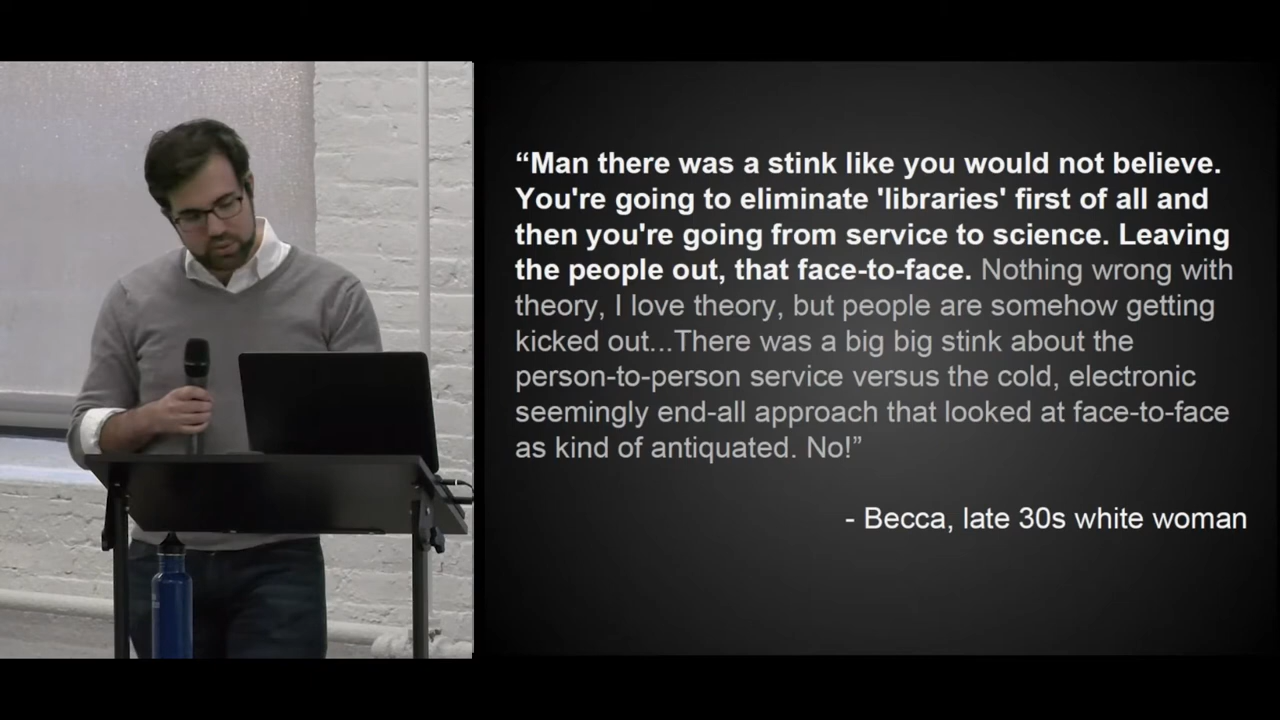 “Man there was a stink like you would not believe.
You're going to eliminate 'libraries' first of all and
then you're going from service to science. Leaving
the people out, that face-to-face. Nothing wrong with
theory, I love theory, but people are somehow getting
kicked out...There was a big big stink about the
person-to-person service versus the cold, electronic
seemingly end-all approach that looked at face-to-face
as kind of antiquated. No!”
- Becca, late 30s white woman